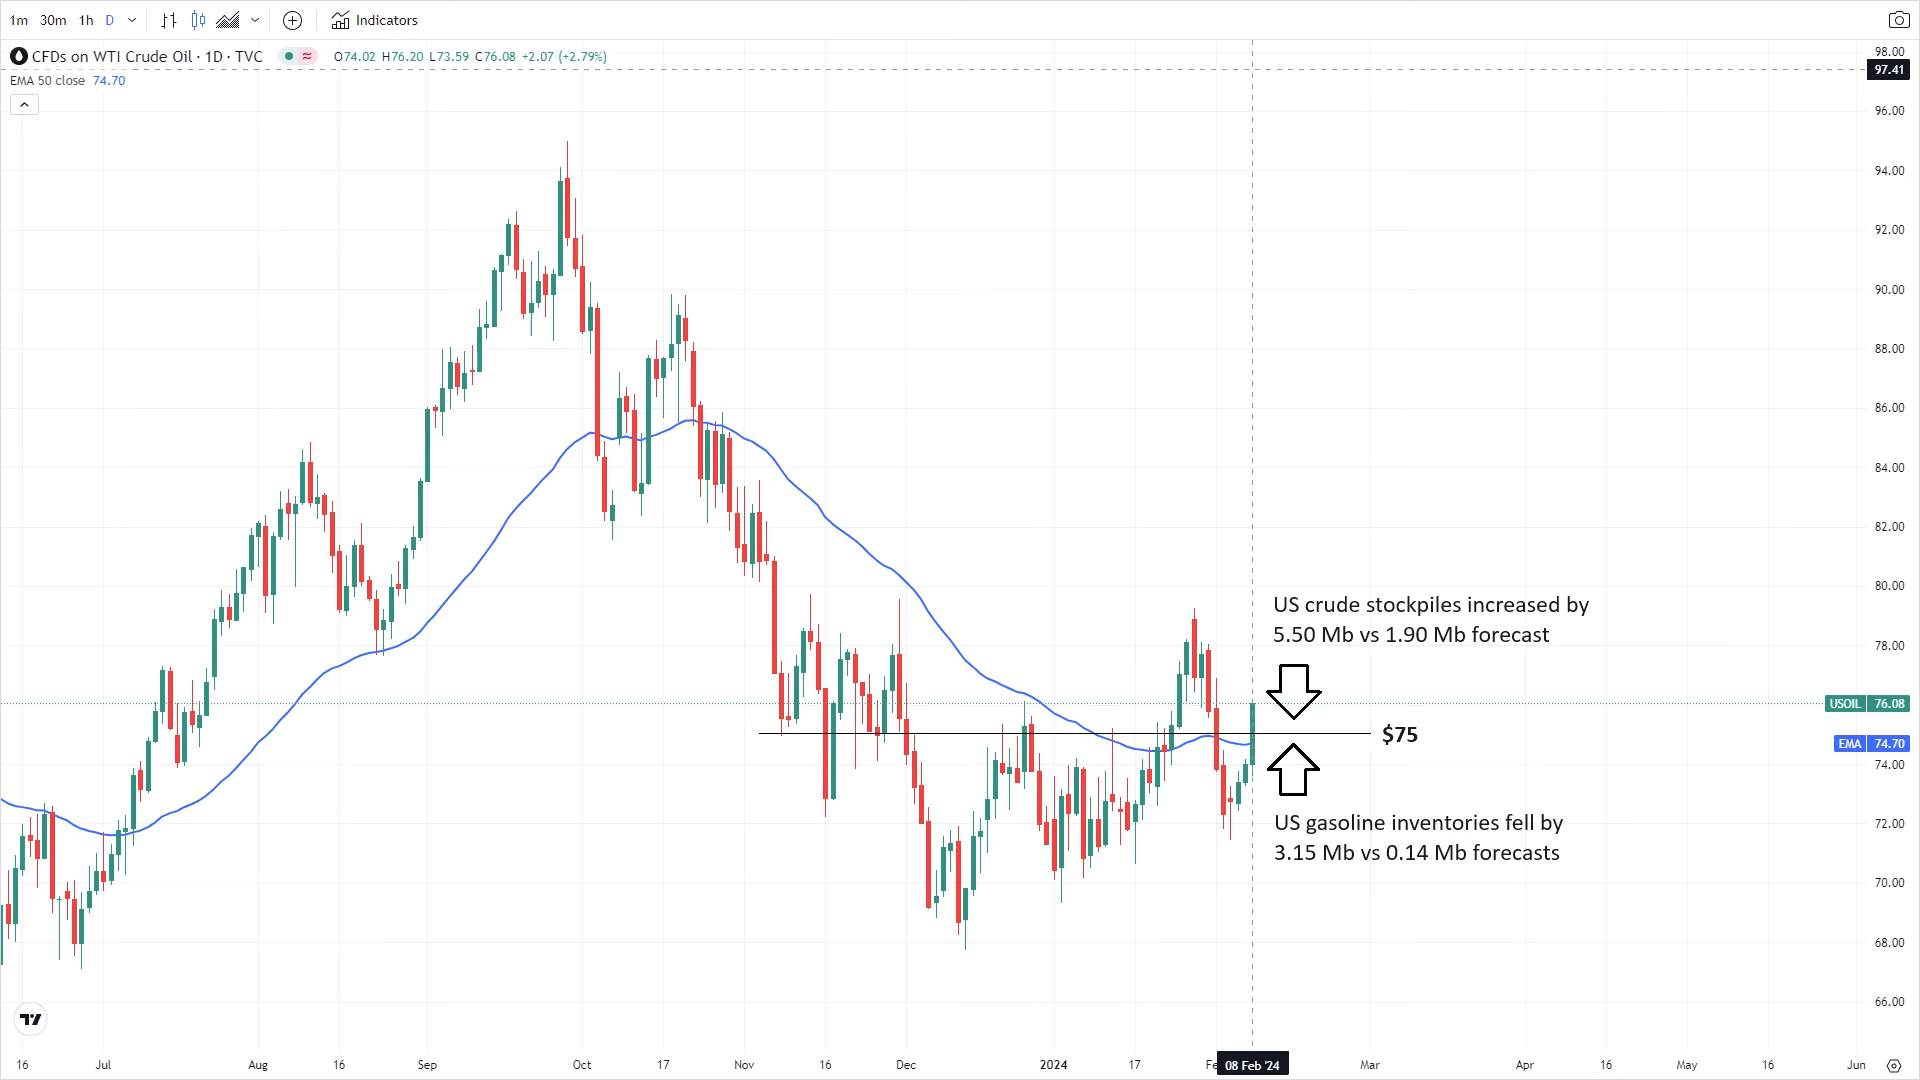 1m 30m 1h D Indicators
CFDs on WTI Crude Oil · 1D · TVC O74.02 H76.20 L73.59 C76.08 +2.07 (+2.79%)
EMA 50 close 74.70
98.00
97.41
96.00
94.00
92.00
90.00
88.00
86.00
84.00
82.00
80.00
78.00
USOIL 76.08
EMA 74.70
74.00
72.00
70.00
68.00
66.00
US crude stockpiles increased by
5.50 Mb vs 1.90 Mb forecast
$75
US gasoline inventories fell by
3.15 Mb vs 0.14 Mb forecasts
16 Jul Aug 16 Sep Oct 17 Nov 16 Dec 2024 17 Fe 08 Feb '24 Mar Apr 16 May 16 Jun